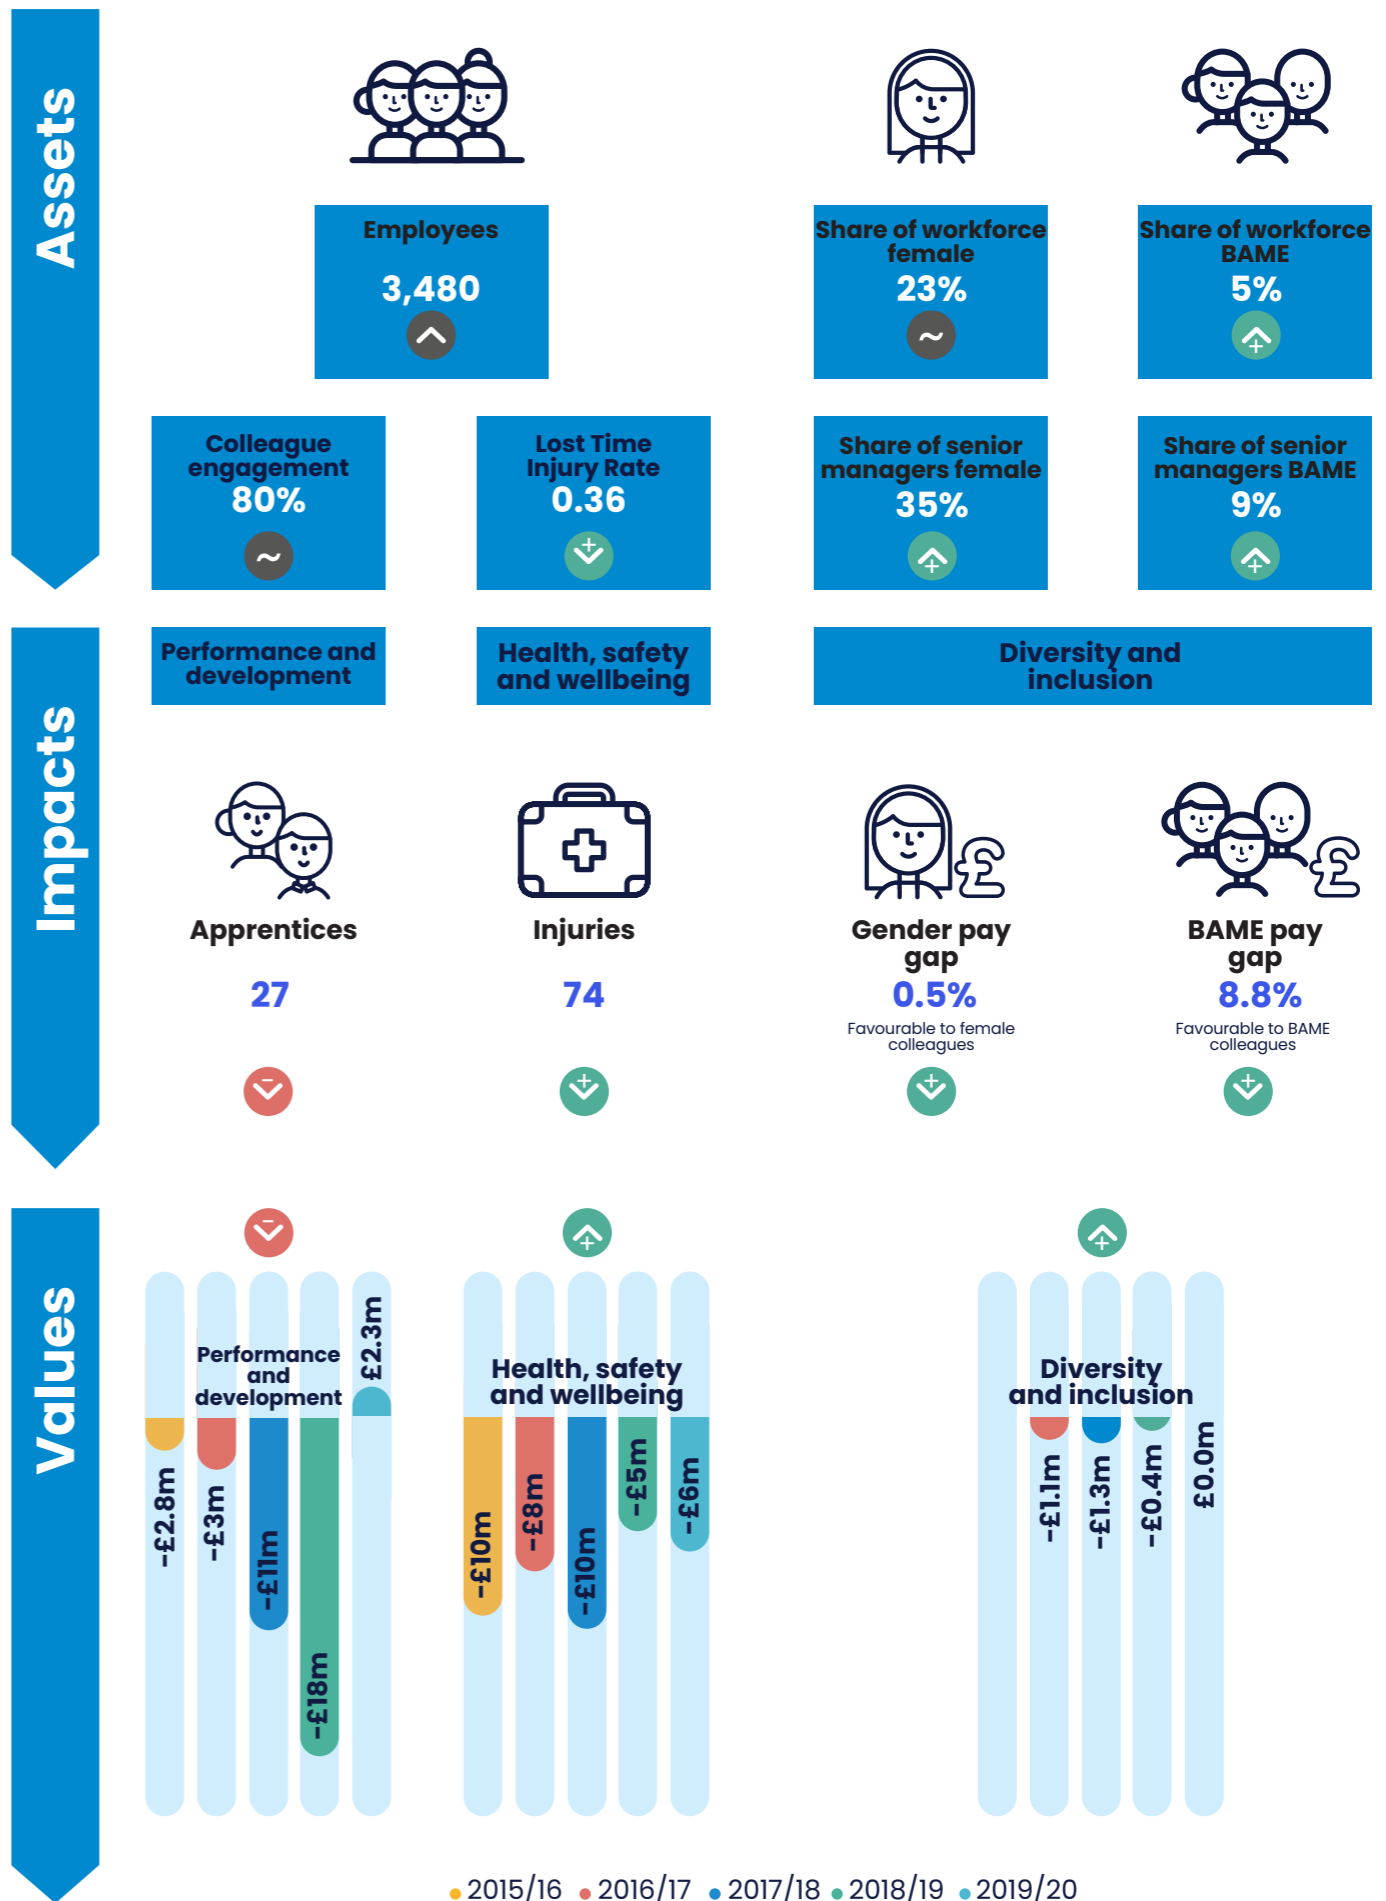 Assets
Employees
3,480
Share of workforce
female
23%
~
Share of workforce
BAME
5%
+
Colleague
engagement
80%
~
Lost Time
Injury Rate
0.36
+
Share of senior
managers female
35%
+
Share of senior
managers BAME
9%
+
Impacts
Performance and
development
Health, safety
and wellbeing
Diversity and
inclusion
Apprentices
27
-
Injuries
74
+
£
Gender pay
gap
0.5%
Favourable to female
colleagues
+
£
BAME pay
gap
8.8%
Favourable to BAME
colleagues
+
Values
-
Performance
and
development
-£2.8m
-£3m
-£11m
-£18m
£2.3m
+
Health, safety
and wellbeing
-£10m
-£8m
-£10m
-£5m
-£6m
+
Diversity
and inclusion
-£1.1m
-£1.3m
-£0.4m
£0.0m
2015/16 2016/17 2017/18 2018/19 2019/20